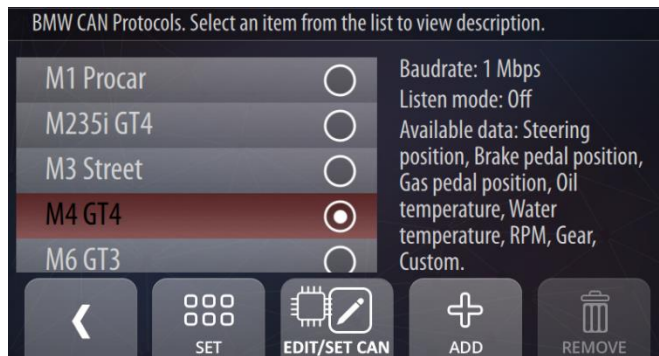 BMW CAN Protocols. Select an item from the list to view description.
M1 Procar
M235i GT4
M3 Street
M4 GT4
M6 GT3
Baudrate: 1 Mbps
Listen mode: Off
Available data: Steering
position, Brake pedal position,
Gas pedal position, Oil
temperature, Water
temperature, RPM, Gear,
Custom.
SET
EDIT/SET CAN
ADD
REMOVE